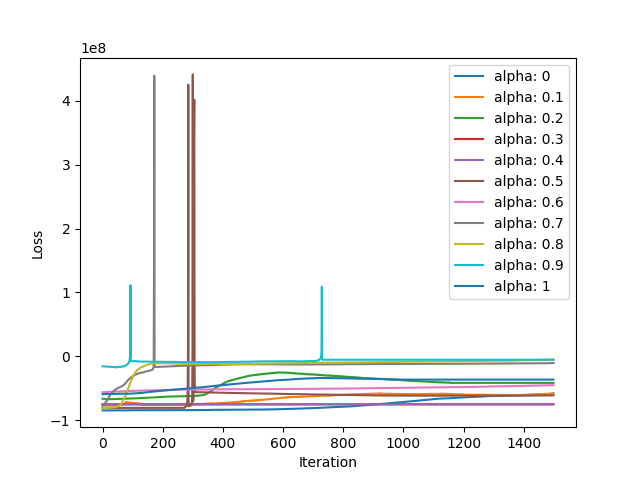 1e8
4
3
2
1
0
−1
Loss
0 200 400 600 800 1000 1200 1400
Iteration
alpha: 0
alpha: 0.1
alpha: 0.2
alpha: 0.3
alpha: 0.4
alpha: 0.5
alpha: 0.6
alpha: 0.7
alpha: 0.8
alpha: 0.9
alpha: 1